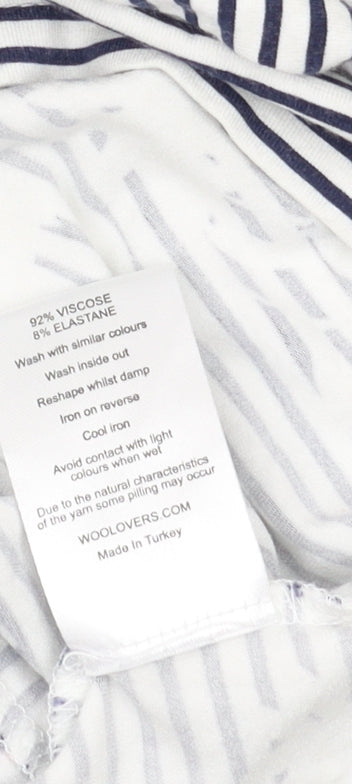 92% VISCOSE
8% ELASTANE
Wash with similar colours
Wash inside out
Reshape whilst damp
Iron on reverse
Cool iron
Avoid contact with light
colours when wet
Due to the natural characteristics
of the yarn some pilling may occur
WOOLOVERS.COM
Made In Turkey